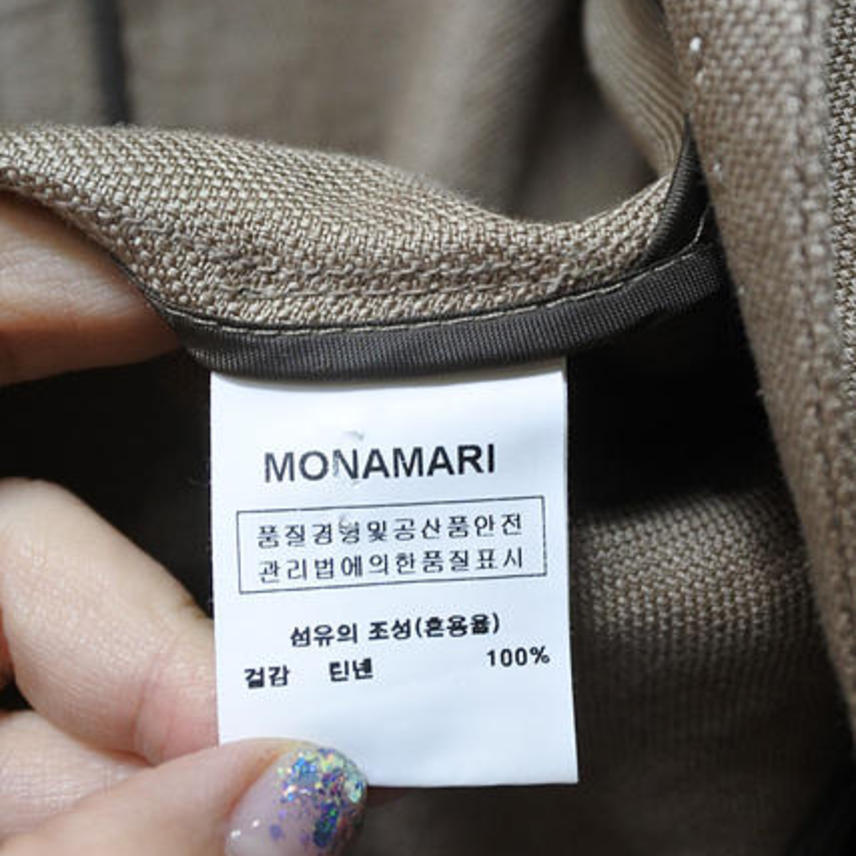 MONAMARI
품질경영및공산품안전
관리법에의한품질표시
섬유의 조성(혼용율)
겉감 린넨 100%